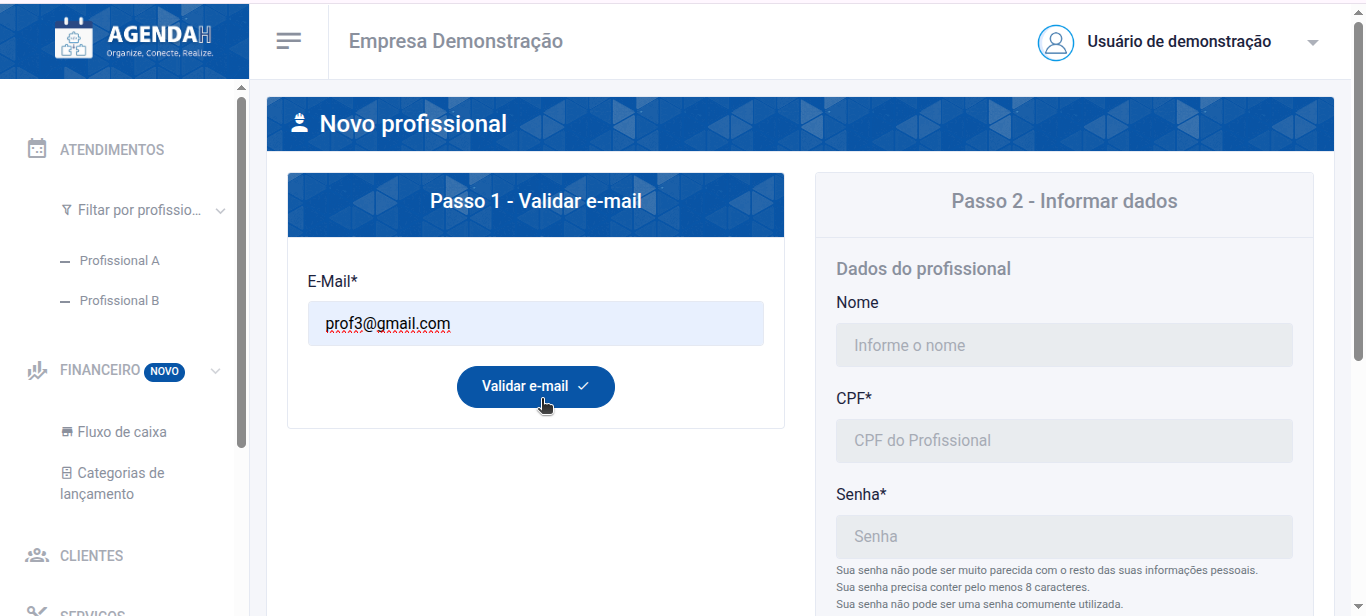 AGENDAH
Organize, Conecte, Realize.
Empresa Demonstração
Usuário de demonstração
ATENDIMENTOS
Filtar por profissio...
Profissional A
Profissional B
FINANCEIRO NOVO
Fluxo de caixa
Categorias de
lançamento
CLIENTES
SERVIÇOS
Novo profissional
Passo 1 - Validar e-mail
E-Mail*
prof3@gmail.com
Validar e-mail
Passo 2 - Informar dados
Dados do profissional
Nome
Informe o nome
CPF*
CPF do Profissional
Senha*
Senha
Sua senha não pode ser muito parecida com o resto das suas informações pessoais.
Sua senha precisa conter pelo menos 8 caracteres.
Sua senha não pode ser uma senha comumente utilizada.